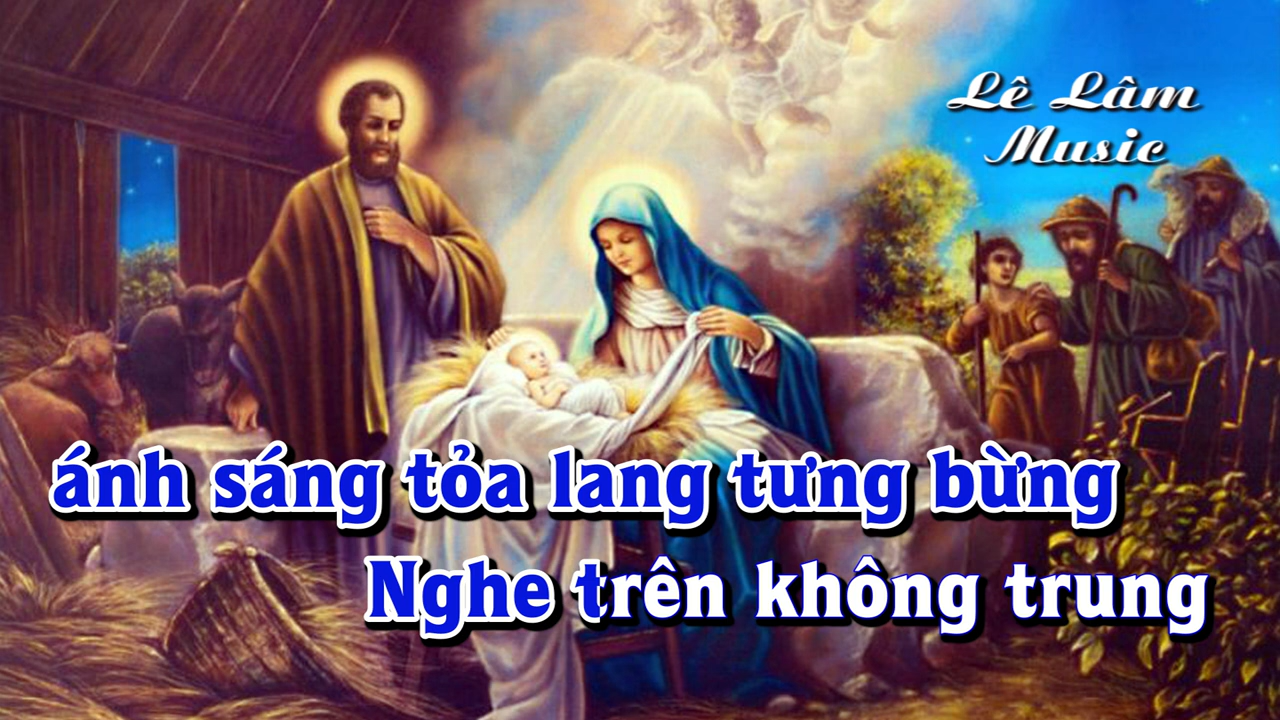 Lê Lâm
Music
ánh sáng tỏa lang tưng bừng
Nghe trên không trung